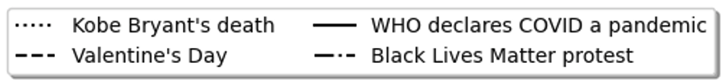 Kobe Bryant's death WHO declares COVID a pandemic
Valentine's Day Black Lives Matter protest